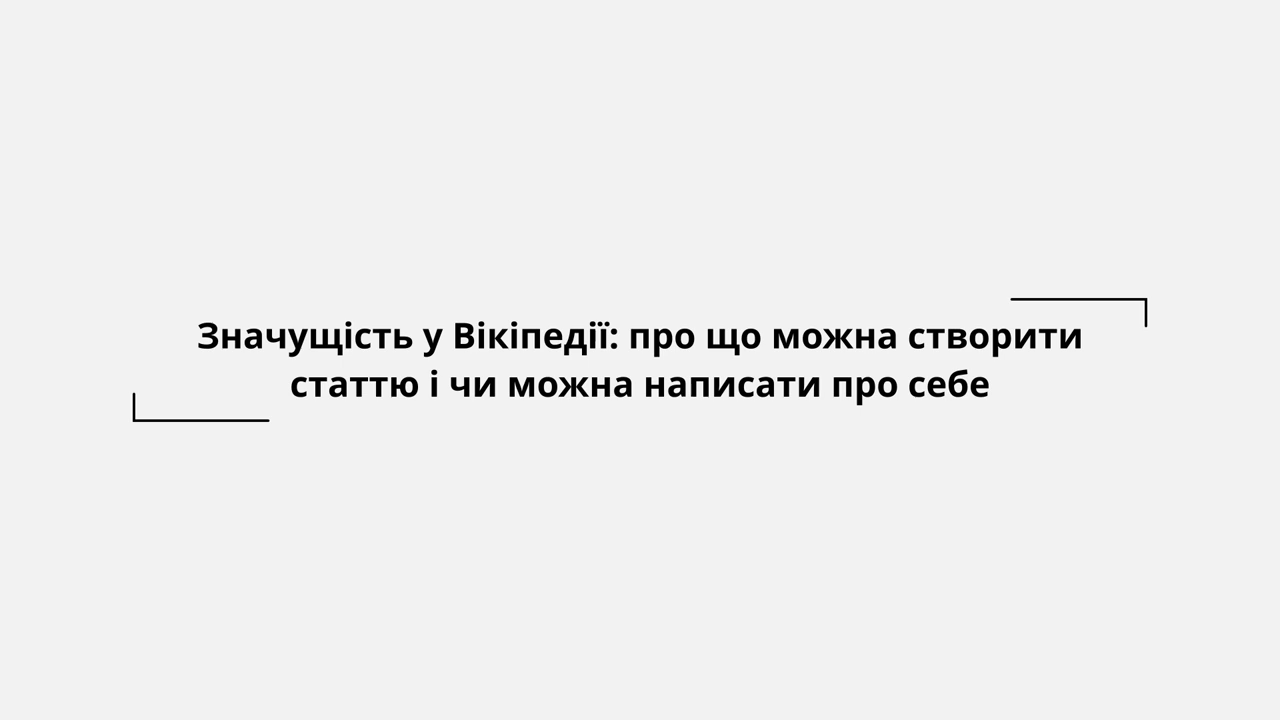 Значущість у Вікіпедії: про що можна створити
статтю і чи можна написати про себе